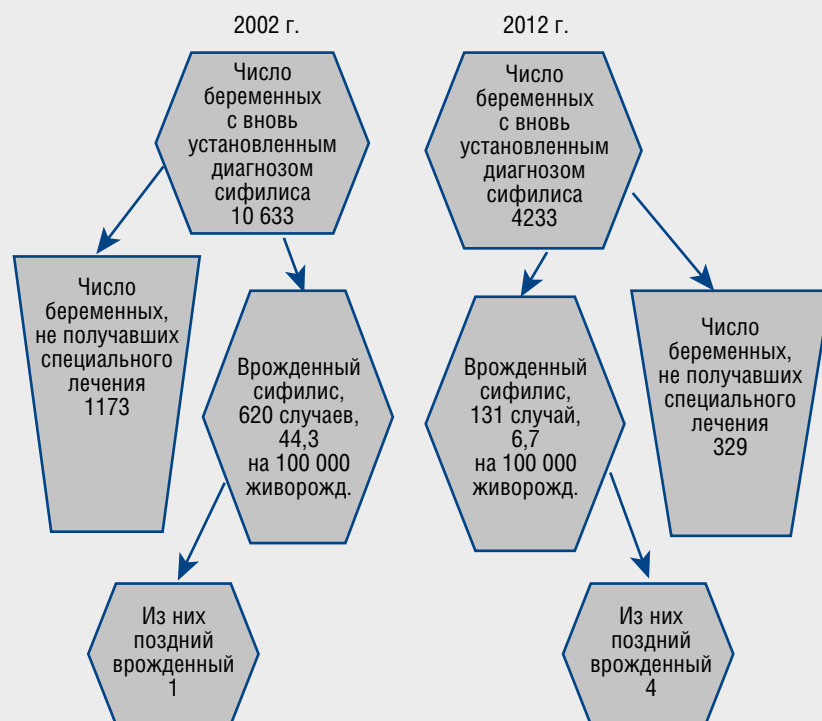 2002 г.
Число
беременных
с вновь
установленным
диагнозом
сифилиса
10 633
Число
беременных,
не получавших
специального
лечения
1173
Врожденный
сифилис,
620 случаев,
44,3
на 100 000
живорожд.
Из них
поздний
врожденный
1
2012 г.
Число
беременных
с вновь
установленным
диагнозом
сифилиса
4233
Врожденный
сифилис,
131 случай,
6,7
на 100 000
живорожд.
Число
беременных,
не получавших
специального
лечения
329
Из них
поздний
врожденный
4